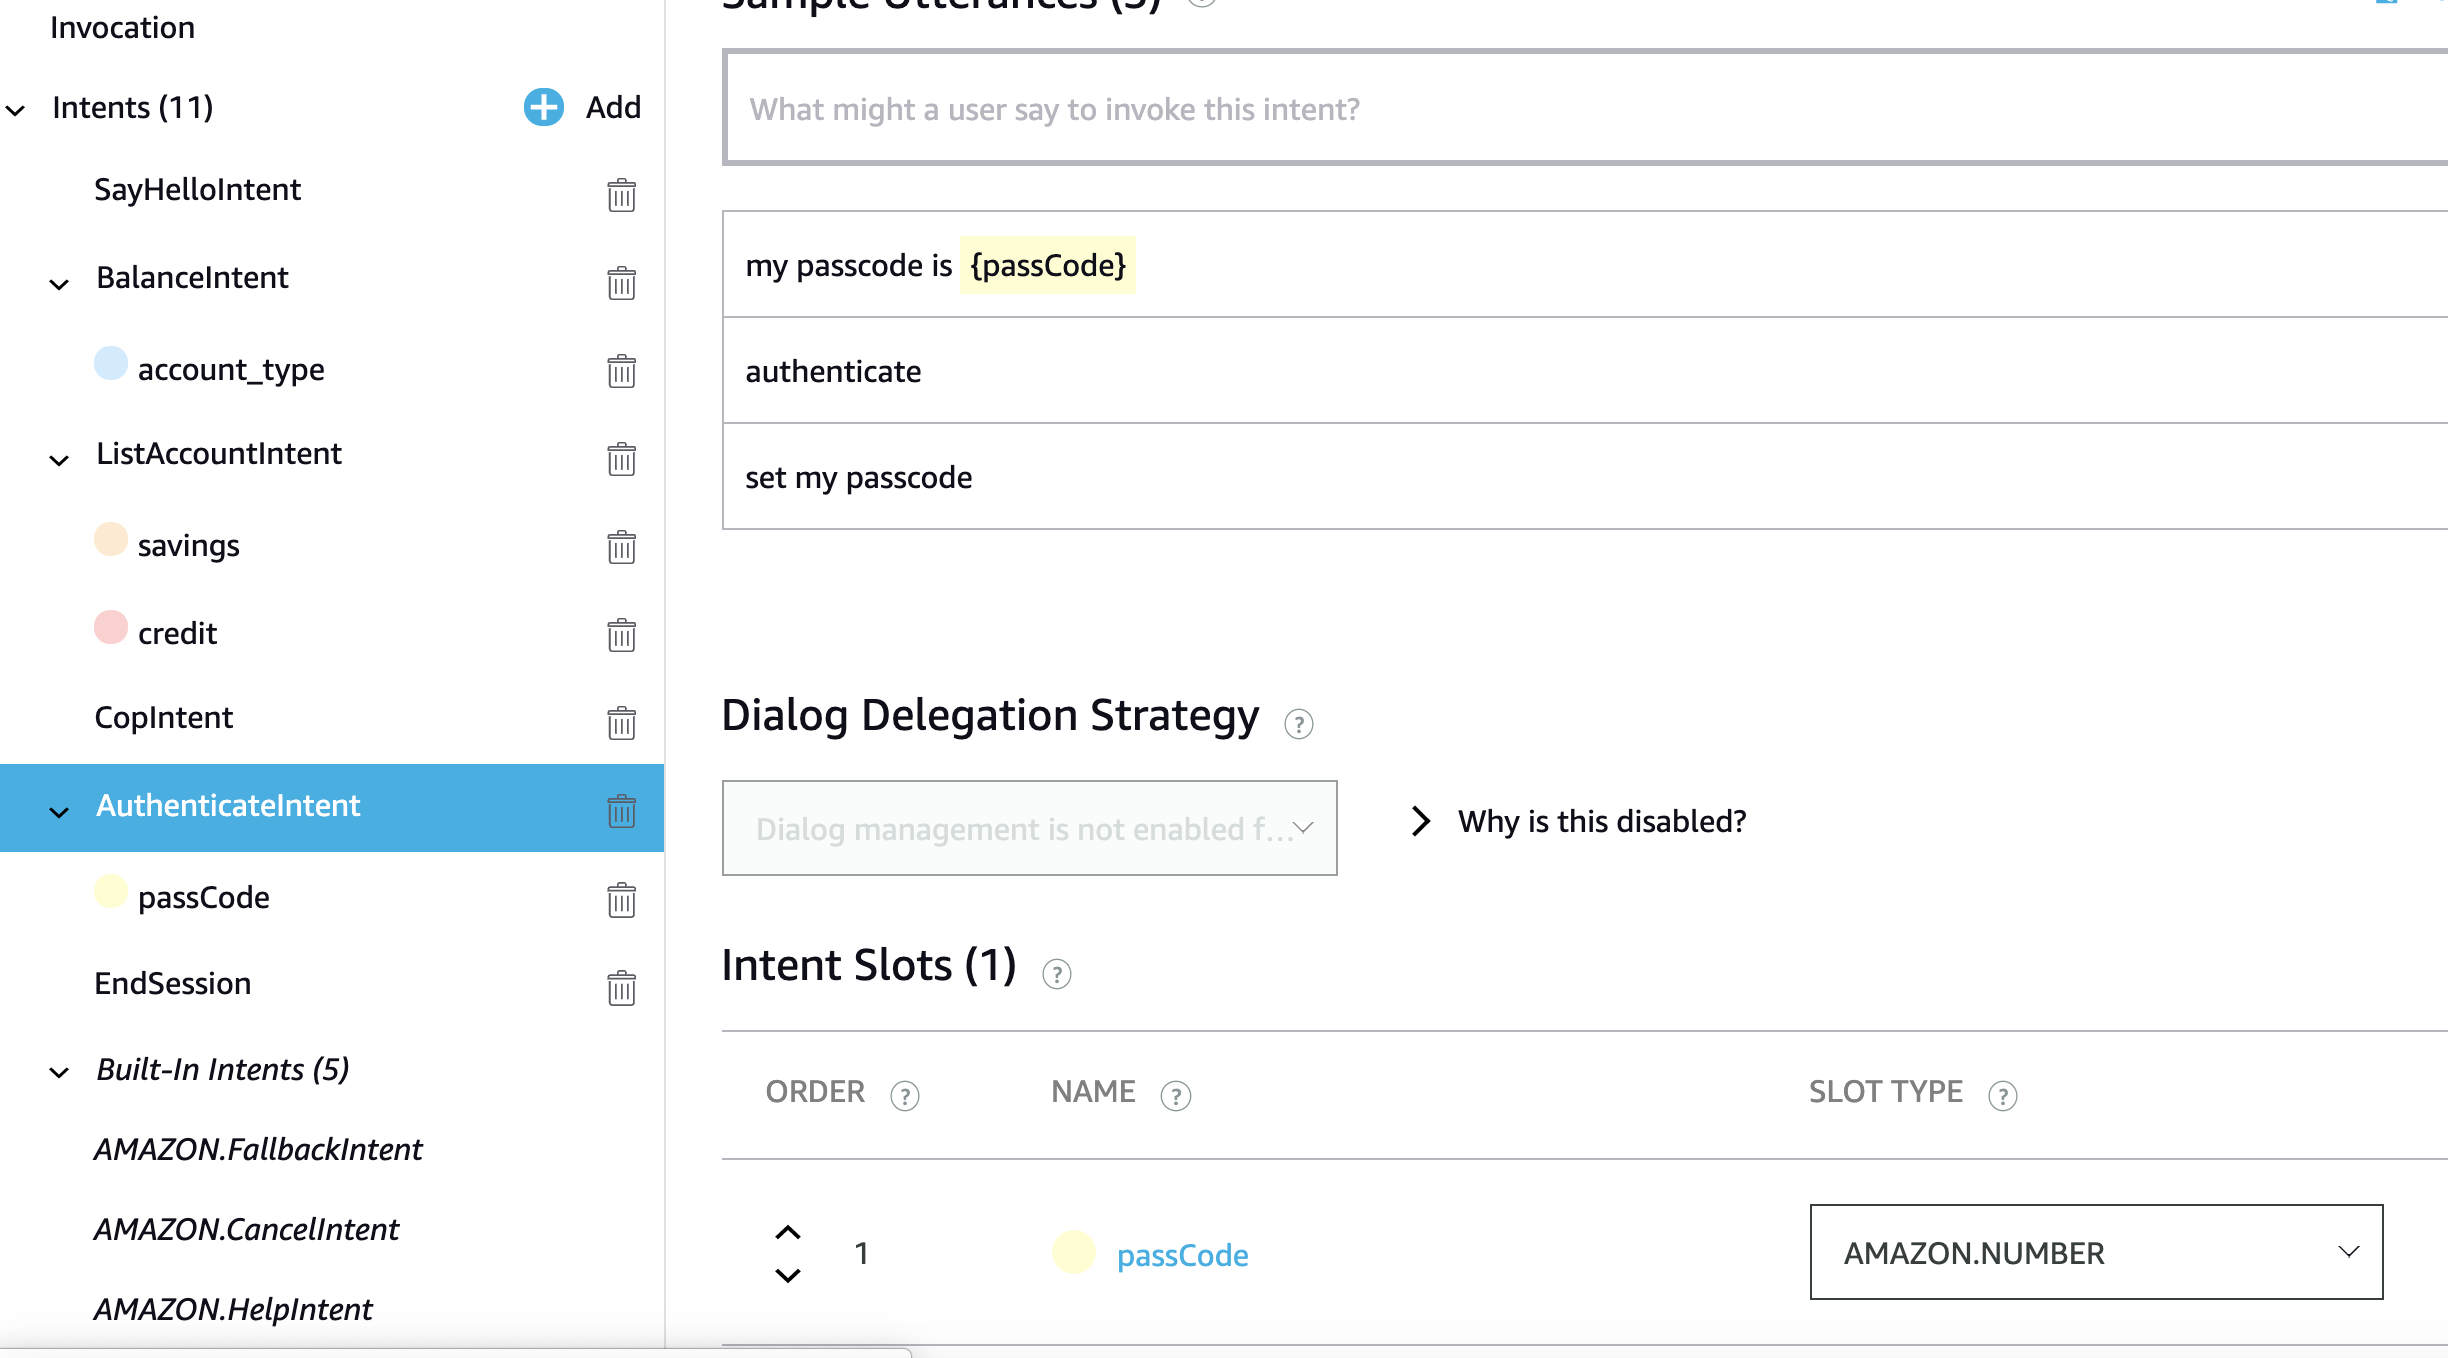 Invocation
Intents (11)
Add
SayHelloIntent
BalanceIntent
account_type
ListAccountIntent
savings
credit
CopIntent
AuthenticateIntent
passCode
EndSession
Built-In Intents (5)
AMAZON.FallbackIntent
AMAZON.CancelIntent
AMAZON.HelpIntent
Sample Utterances (3)
What might a user say to invoke this intent?
my passcode is {passCode}
authenticate
set my passcode
Dialog Delegation Strategy ?
Dialog management is not enabled f...
Why is this disabled?
Intent Slots (1) ?
ORDER ? NAME ? SLOT TYPE ?
1 passCode AMAZON.NUMBER